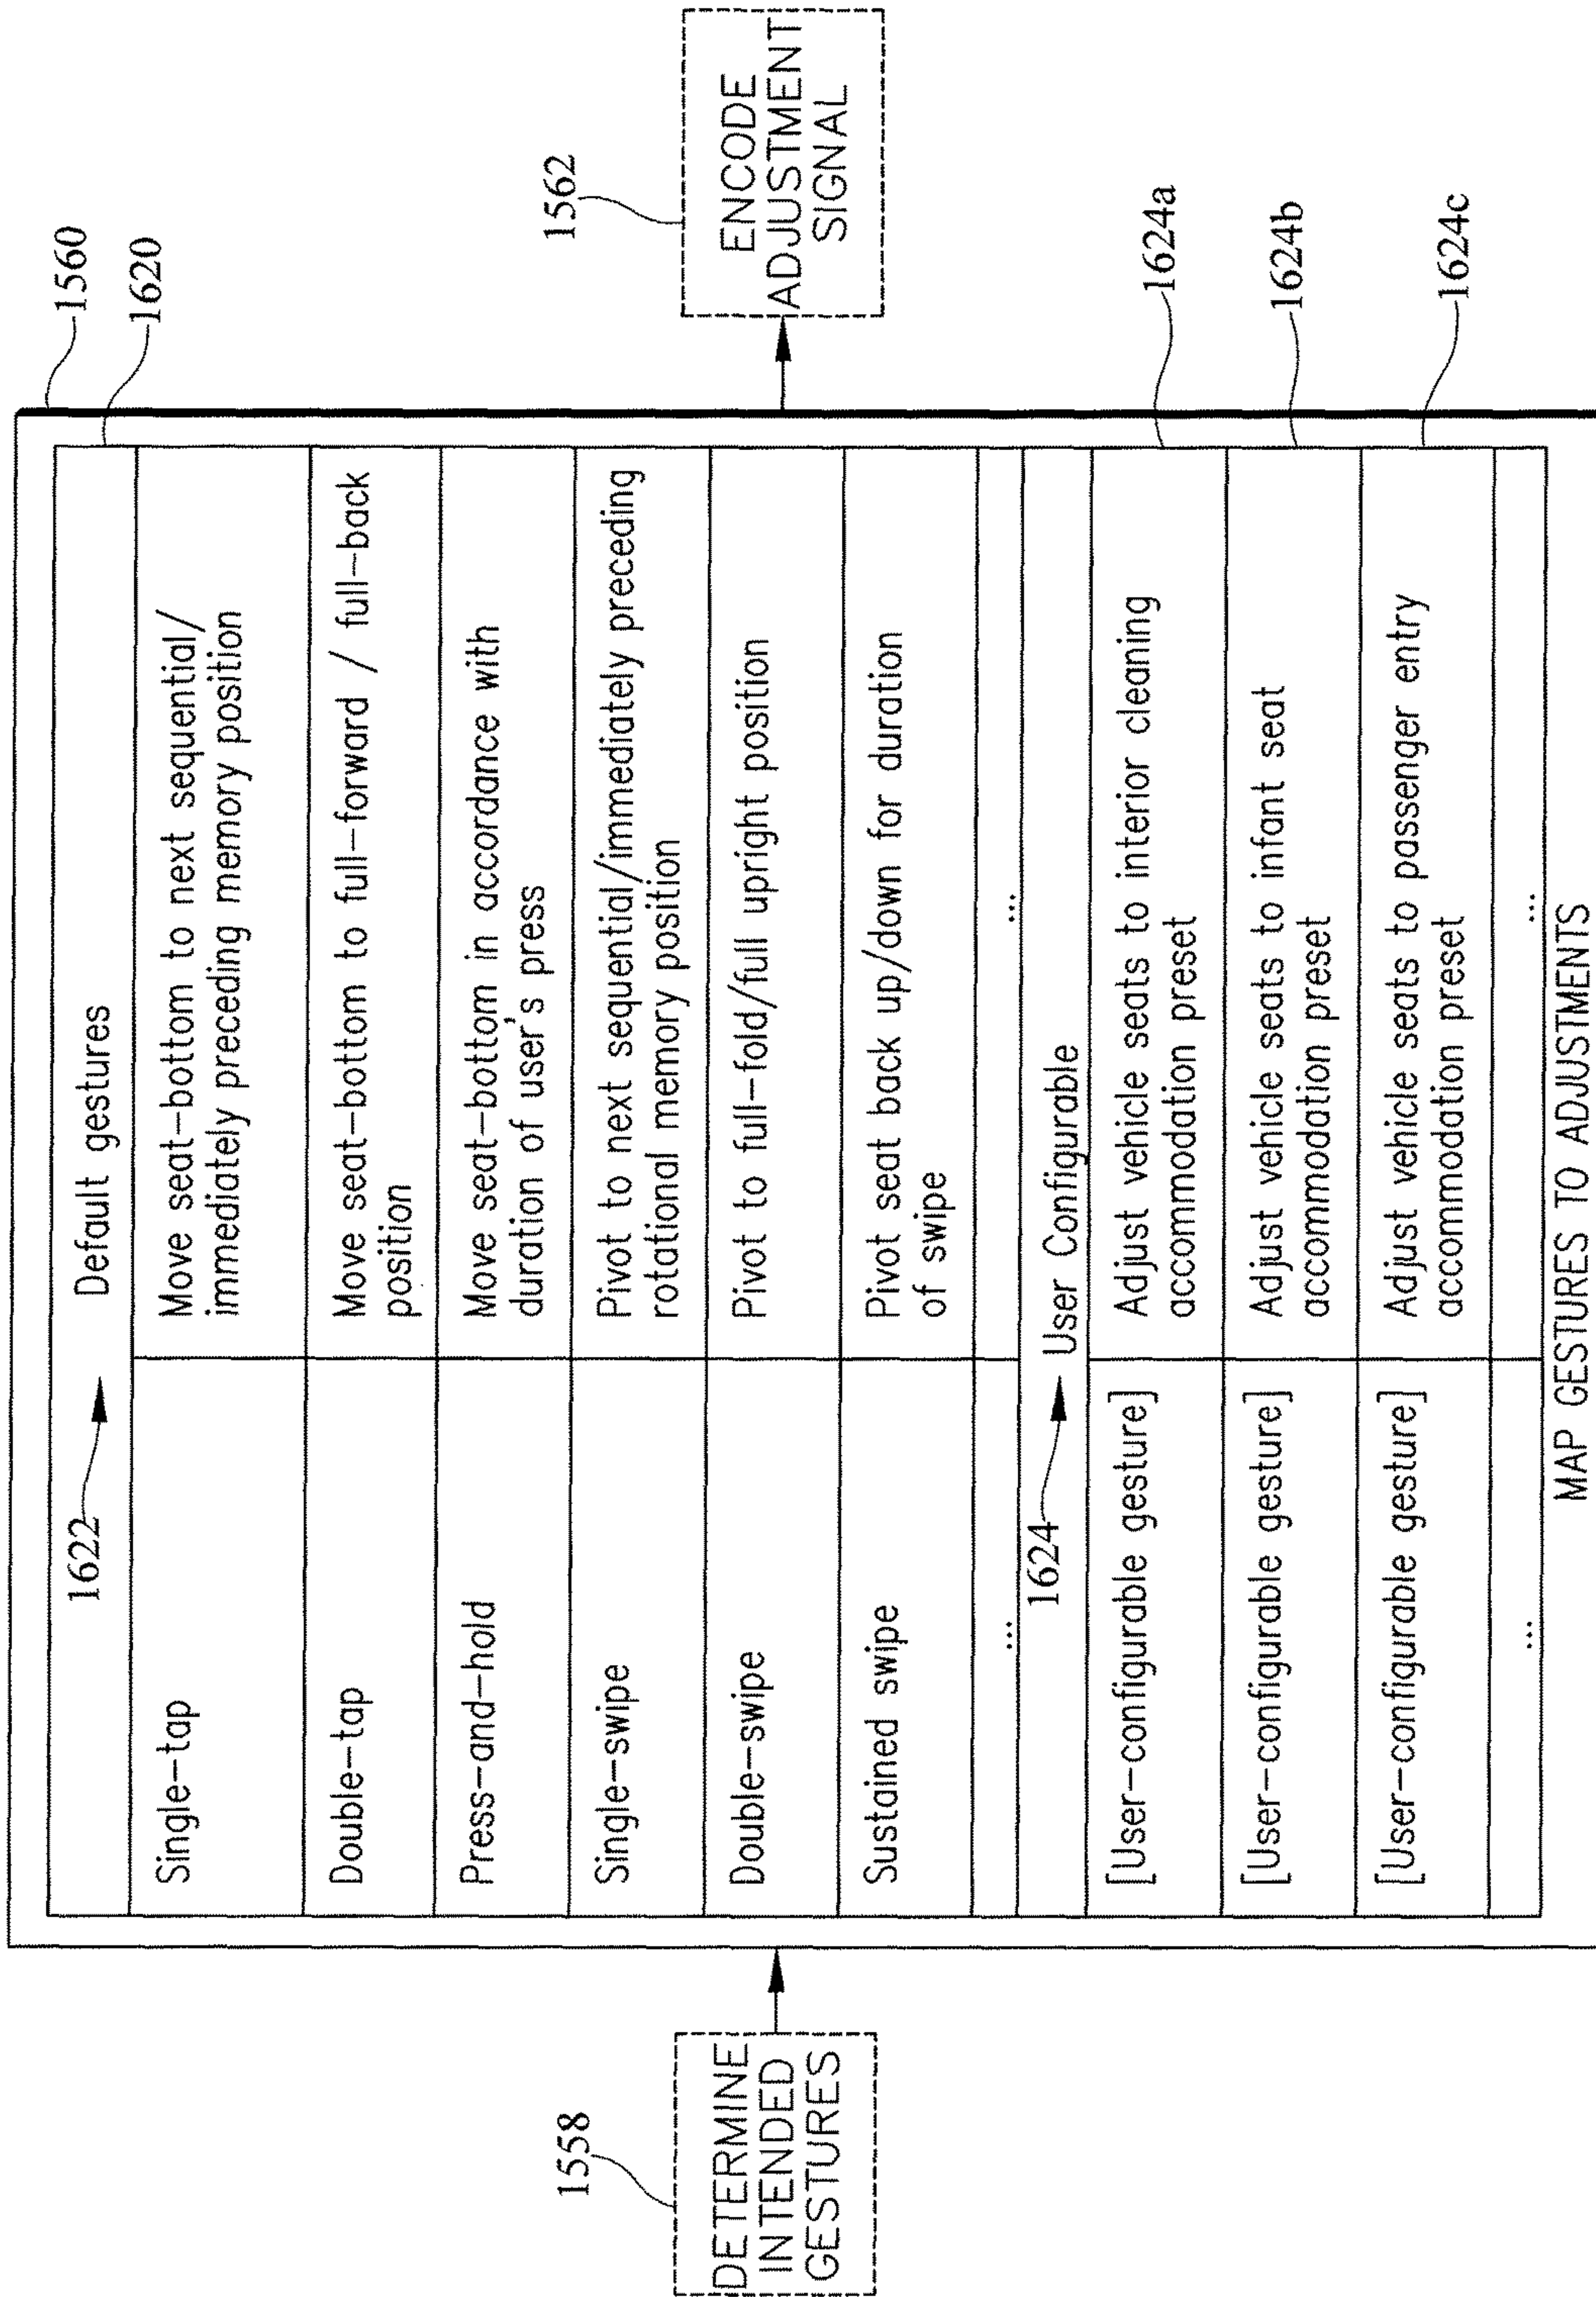 1558
DETERMINE
INTENDED
GESTURES
1560
1620
1622
Default gestures
Single-tap
Move seat-bottom to next sequential/
immediately preceding memory position
Double-tap
Move seat-bottom to full-forward / full-back
position
Press-and-hold
Move seat-bottom in accordance with
duration of user's press
Single-swipe
Pivot to next sequential/immediately preceding
rotational memory position
Double-swipe
Pivot to full-fold/full upright position
Sustained swipe
Pivot seat back up/down for duration
of swipe
...
...
1624
User Configurable
[User-configurable gesture]
Adjust vehicle seats to interior cleaning
accommodation preset
1624a
[User-configurable gesture]
Adjust vehicle seats to infant seat
accommodation preset
1624b
[User-configurable gesture]
Adjust vehicle seats to passenger entry
accommodation preset
1624c
...
...
MAP GESTURES TO ADJUSTMENTS
1562
ENCODE
ADJUSTMENT
SIGNAL